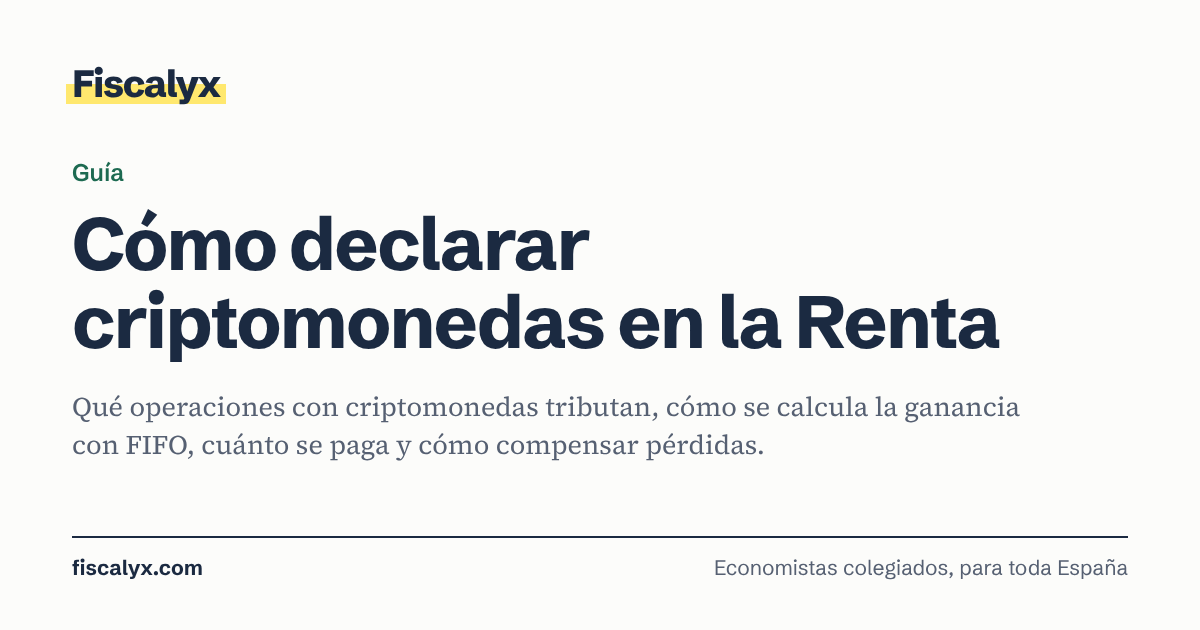 Fiscalyx
Guía
Cómo declarar
criptomonedas en la Renta
Qué operaciones con criptomonedas tributan, cómo se calcula la ganancia
con FIFO, cuánto se paga y cómo compensar pérdidas.
fiscalyx.com
Economistas colegiados, para toda España